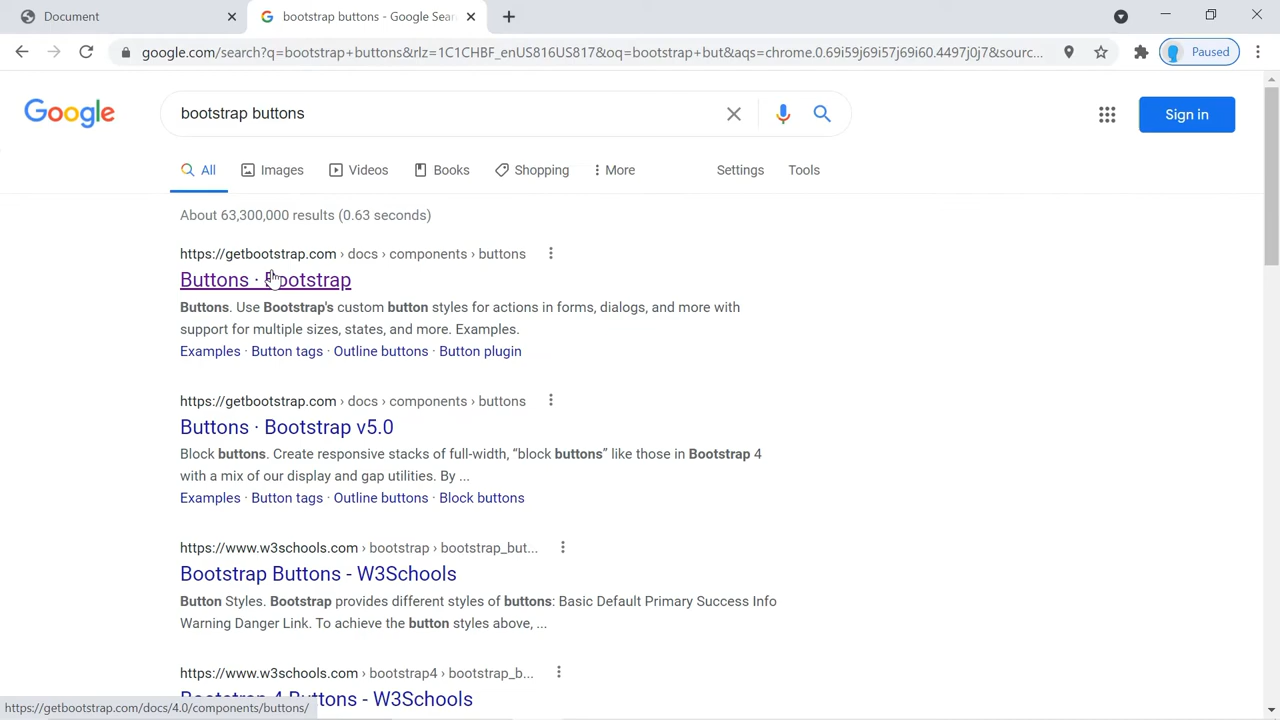 Document
bootstrap buttons - Google Sear
google.com/search?q=bootstrap+buttons&rlz=1C1CHBF_enUS816US817&oq=bootstrap+but&aqs=chrome.0.69i59j69i57j69i60.4497j0j7&sourc...
Paused
Google
bootstrap buttons
Sign in
All
Images
Videos
Books
Shopping
More
Settings
Tools
About 63,300,000 results (0.63 seconds)
https://getbootstrap.com › docs › components › buttons
Buttons · Bootstrap
Buttons. Use Bootstrap's custom button styles for actions in forms, dialogs, and more with
support for multiple sizes, states, and more. Examples.
Examples · Button tags · Outline buttons · Button plugin
https://getbootstrap.com › docs › components › buttons
Buttons · Bootstrap v5.0
Block buttons. Create responsive stacks of full-width, “block buttons” like those in Bootstrap 4
with a mix of our display and gap utilities. By ...
Examples · Button tags · Outline buttons · Block buttons
https://www.w3schools.com › bootstrap › bootstrap_but...
Bootstrap Buttons - W3Schools
Button Styles. Bootstrap provides different styles of buttons: Basic Default Primary Success Info
Warning Danger Link. To achieve the button styles above, ...
https://www.w3schools.com › bootstrap4 › bootstrap_b...
Bootstrap 4 Buttons - W3Schools
https://getbootstrap.com/docs/4.0/components/buttons/